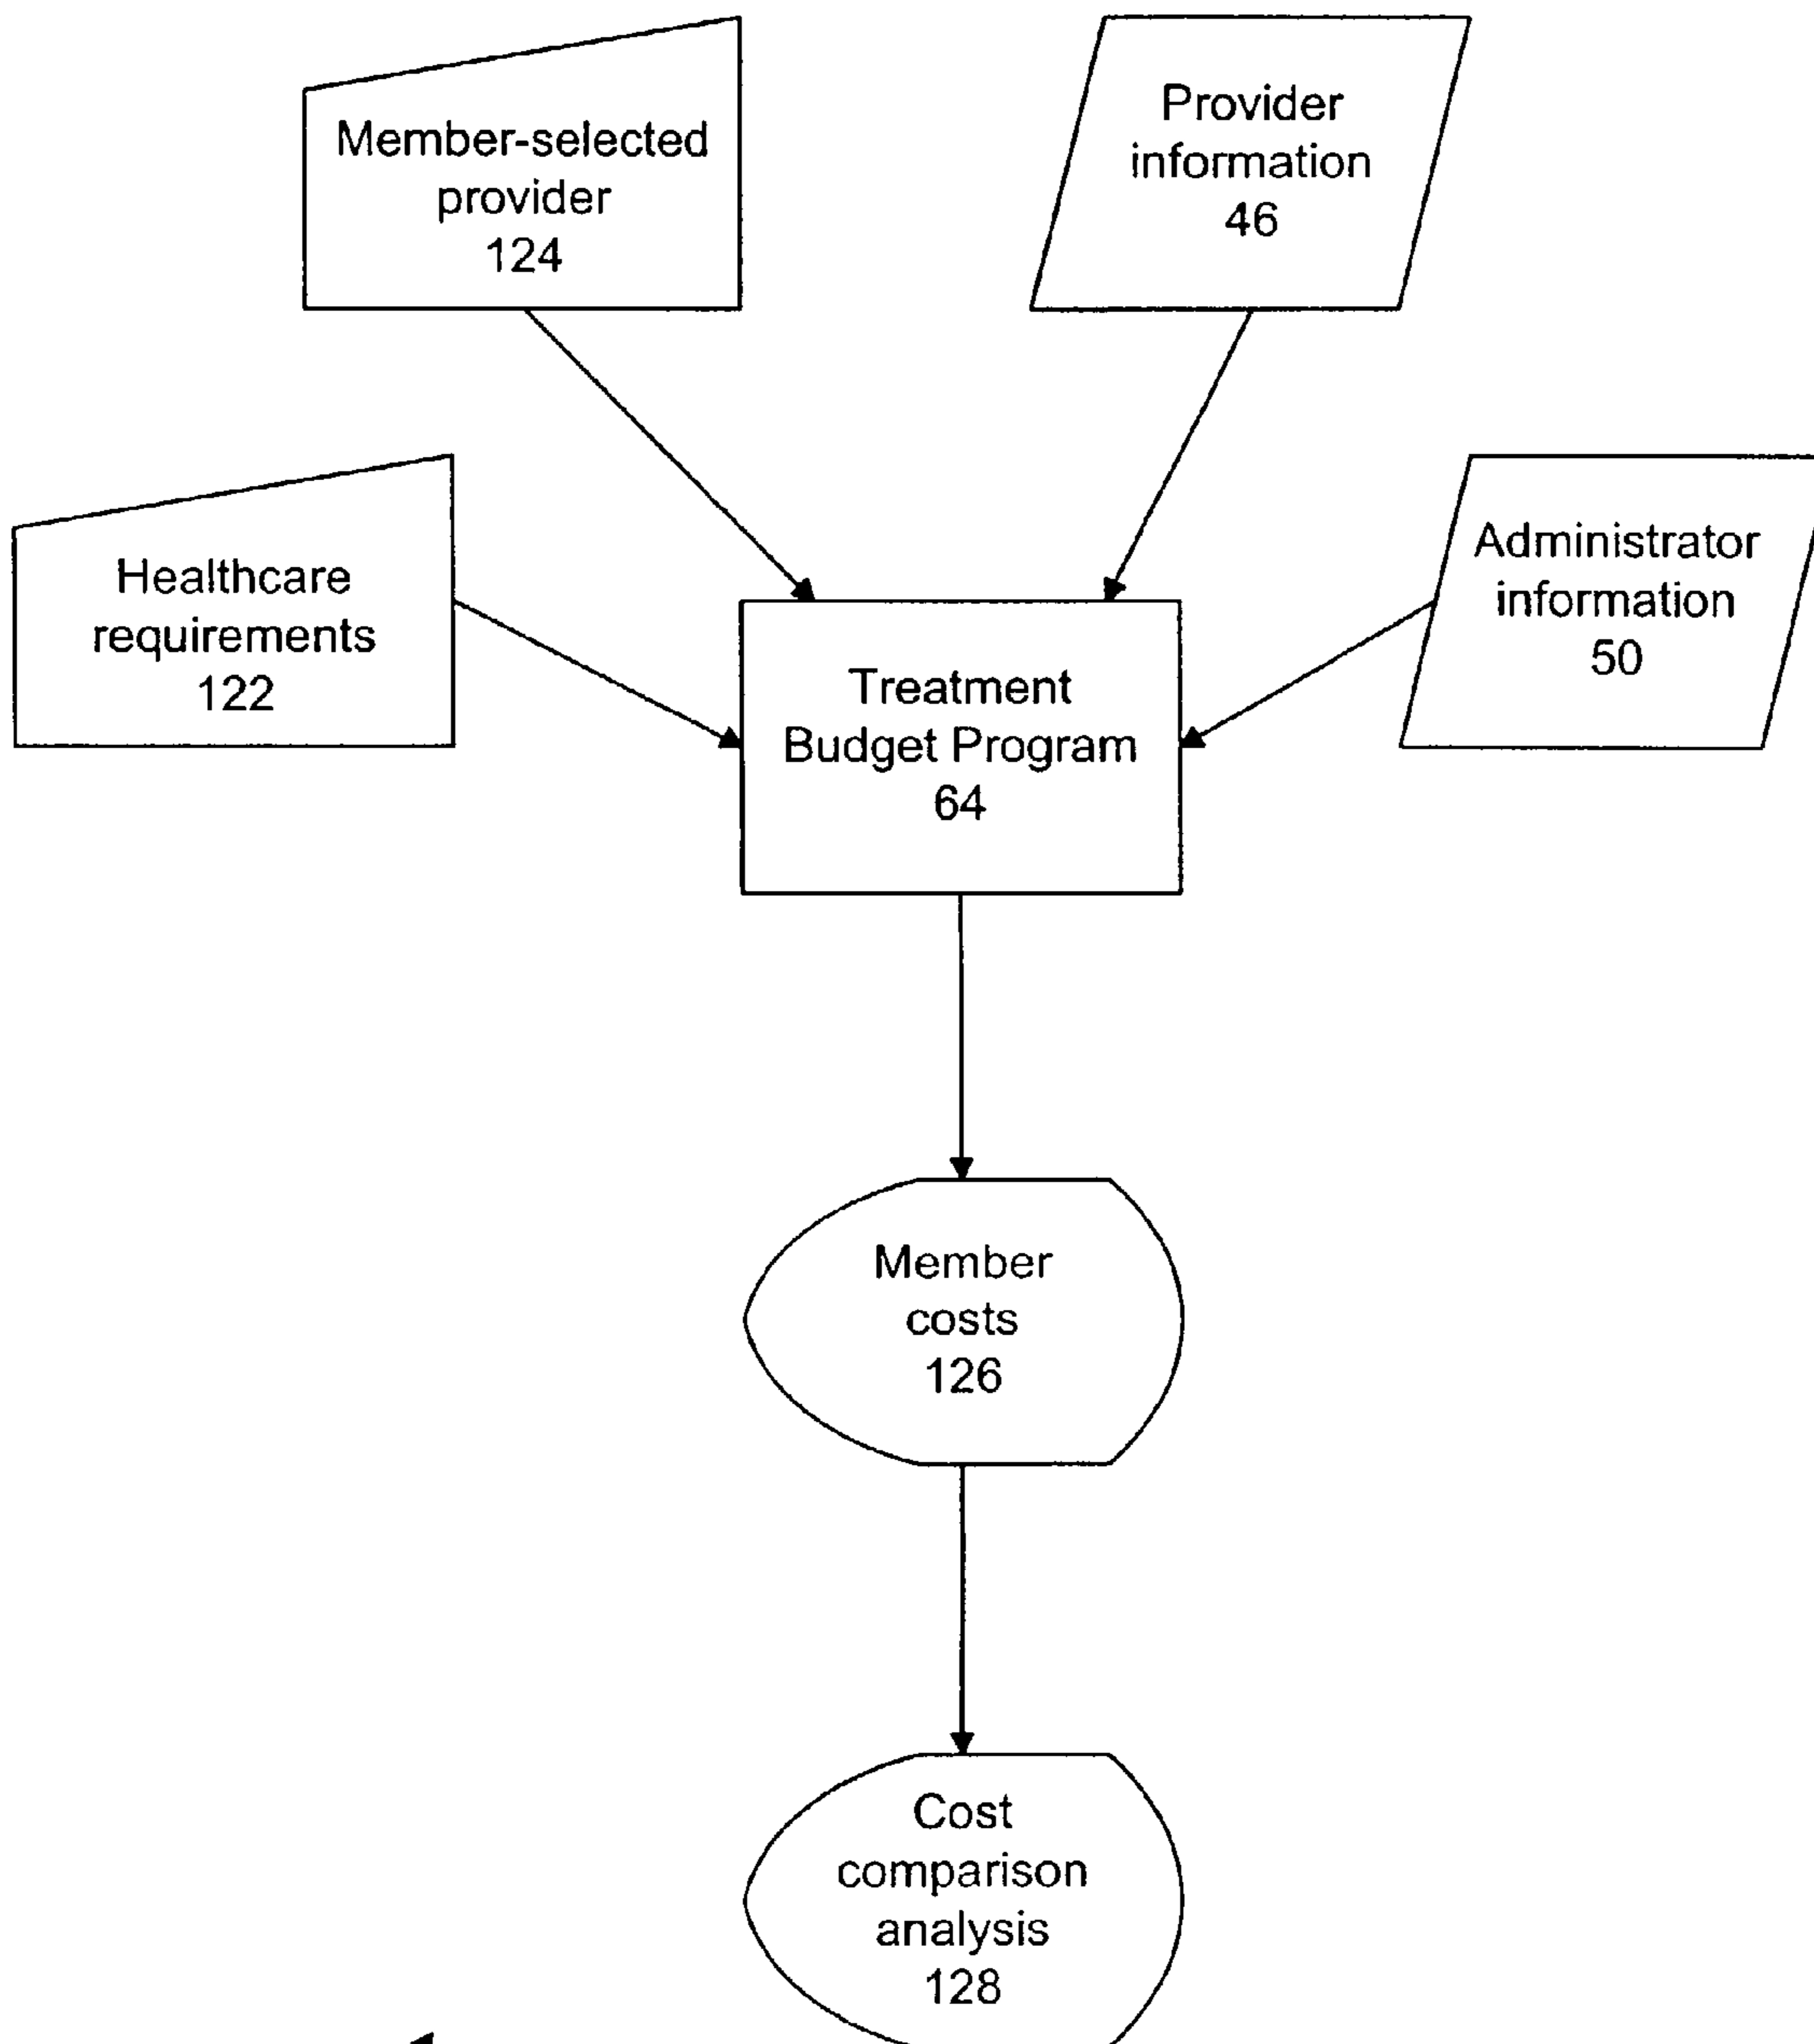 Member-selected
provider
124
Provider
information
46
Healthcare
requirements
122
Administrator
information
50
Treatment
Budget Program
64
Member
costs
126
Cost
comparison
analysis
128